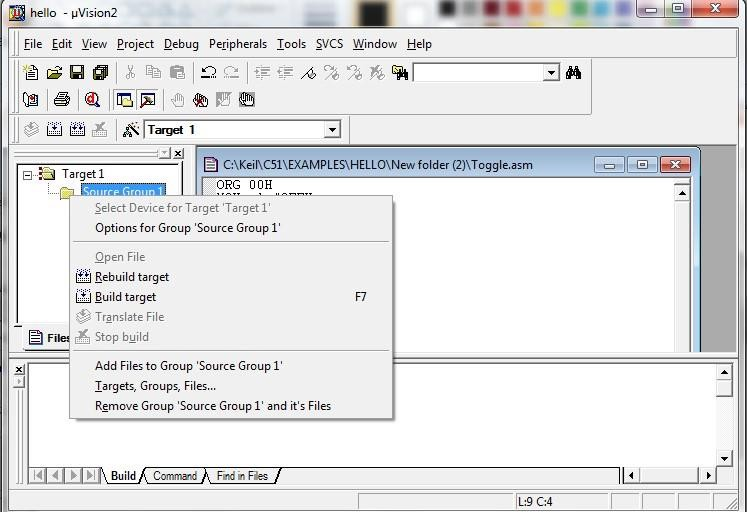 hello - µVision2
File Edit View Project Debug Peripherals Tools SVCS Window Help
Target 1
C:\Keil\C51\EXAMPLES\HELLO\New folder (2)\Toggle.asm
Target 1
Source Group 1
ORG 00H
Select Device for Target 'Target 1'
Options for Group 'Source Group 1'
Open File
Rebuild target
Build target F7
Translate File
Stop build
Add Files to Group 'Source Group 1'
Targets, Groups, Files...
Remove Group 'Source Group 1' and it's Files
Files
Build Command Find in Files
L:9 C:4